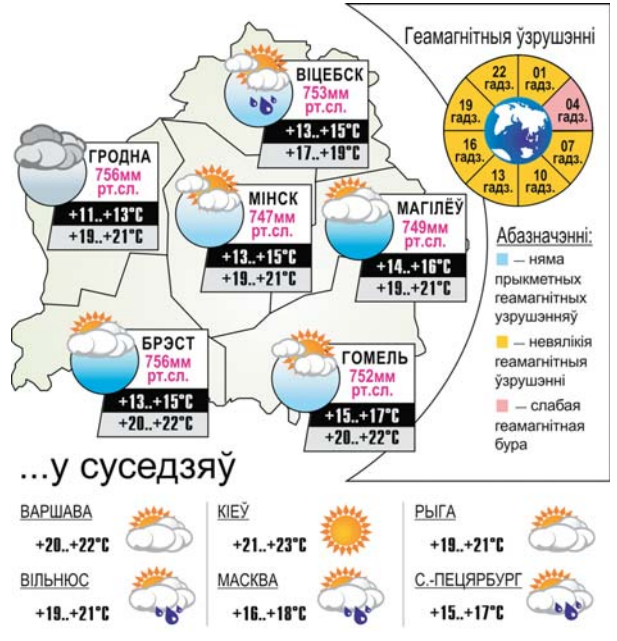 Геамагнітныя ўзрушэнні
22 гадз.
01 гадз.
04 гадз.
07 гадз.
10 гадз.
13 гадз.
16 гадз.
19 гадз.
ВІЦЕБСК
753мм
рт.сл.
+13..+15°C
+17..+19°C
ГРОДНА
756мм
рт.сл.
+11..+13°C
+19..+21°C
МІНСК
747мм
рт.сл.
+13..+15°C
+19..+21°C
МАГІЛЁЎ
749мм
рт.сл.
+14..+16°C
+19..+21°C
БРЭСТ
756мм
рт.сл.
+13..+15°C
+20..+22°C
ГОМЕЛЬ
752мм
рт.сл.
+15..+17°C
+20..+22°C
Абазначэнні:
— няма
прыкметных
геамагнітных
узрушэнняў
— невялікія
геамагнітныя
ўзрушэнні
— слабая
геамагнітная
бура
...у суседзяў
ВАРШАВА
+20..+22°C
КІЕЎ
+21..+23°C
РЫГА
+19..+21°C
ВІЛЬНЮС
+19..+21°C
МАСКВА
+16..+18°C
С.-ПЕЦЯРБУРГ
+15..+17°C